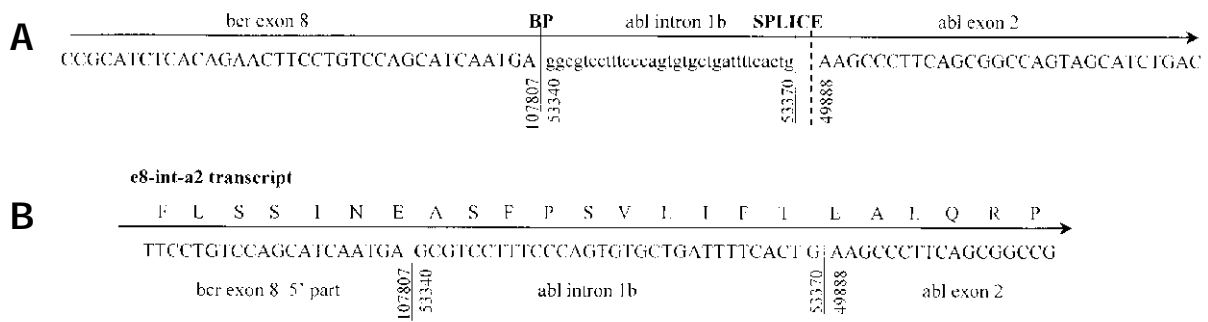 A
bcr exon 8 BP abl intron 1b SPLICE abl exon 2
CCGCATCTCACAGAACTTCCTGTCCAGCATCAATGA ggcgtcctttcccagtgtgctgattttcactg AAGCCCTTCAGCGGCCAGTAGCATCTGAC
107807 53340 53370 49888
e8-int-a2 transcript
B
F L S S I N E A S F P S V L I F T E A L Q R P
TTCCTGTCCAGCATCAATGA GCGTCCTTTCCCAGTGTGCTGATTTTCACTG AAGCCCTTCAGCGGCCG
107807 53340 53370 49888
bcr exon 8 5' part abl intron 1b abl exon 2